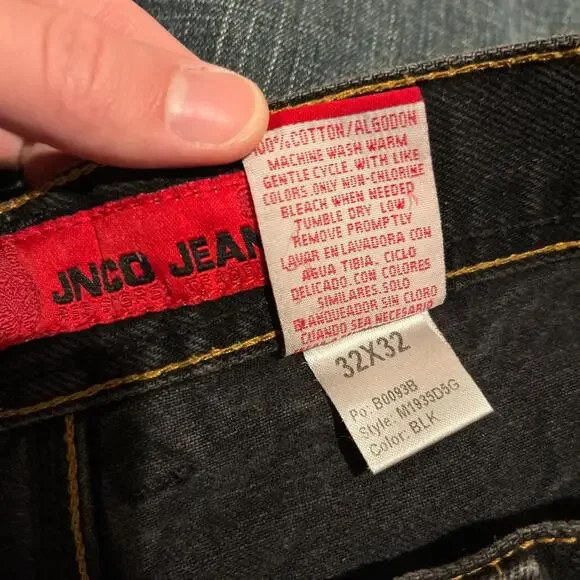 JNCO JEAN
100% COTTON/ALGODON
MACHINE WASH WARM
GENTLE CYCLE, WITH LIKE
COLORS ONLY NON-CHLORINE
BLEACH WHEN NEEDED
TUMBLE DRY LOW
REMOVE PROMPTLY
LAVAR EN LAVADORA CON
AGUA TIBIA, CICLO
DELICADO. CON COLORES
SIMILARES. SOLO
BLANQUEADOR SIN CLORO
CUANDO SEA NECESARIO
32X32
Po: B0093B
Style: M1935D5G
Color: BLK